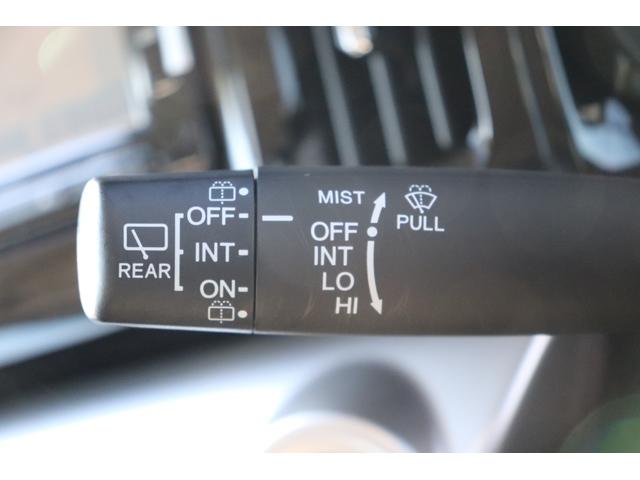 REAR
OFF
INT
ON
MIST
OFF
INT
LO
HI
PULL